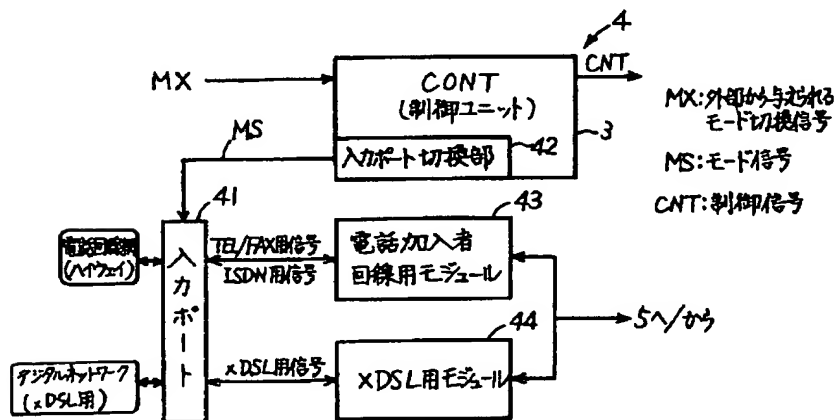 4
MX
CONT
(制御ユニット)
CNT
3
入力ポート切換部
42
MS
MX:外部から与えられる
モード切換信号
MS:モード信号
CNT:制御信号
41
入力ポート
電話回線網
(ハイウェイ)
TEL/FAX用信号
ISDN用信号
43
電話加入者
回線用モジュール
5へ/から
44
デジタルネットワーク
(xDSL用)
xDSL用信号
xDSL用モジュール